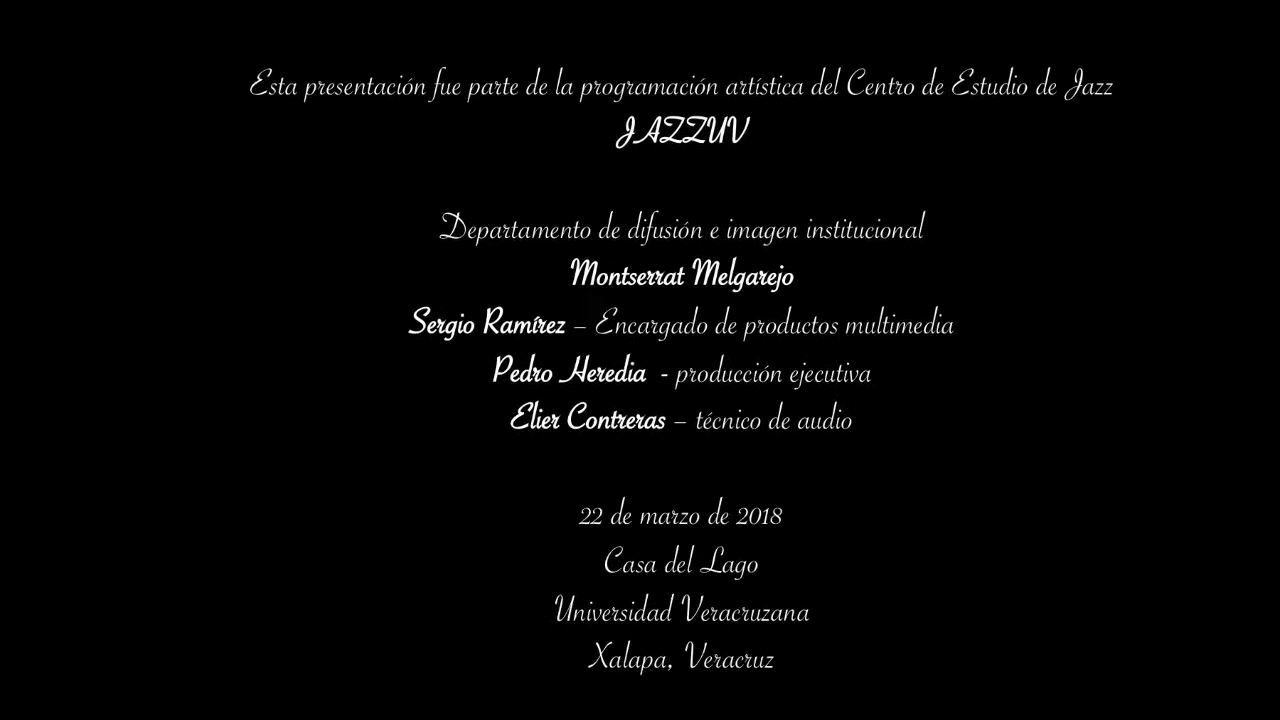 Esta presentación fue parte de la programación artística del Centro de Estudio de Jazz
JAZZUV
Departamento de difusión e imagen institucional
Montserrat Melgarejo
Sergio Ramírez – Encargado de productos multimedia
Pedro Heredia - producción ejecutiva
Elier Contreras – técnico de audio
22 de marzo de 2018
Casa del Lago
Universidad Veracruzana
Xalapa, Veracruz